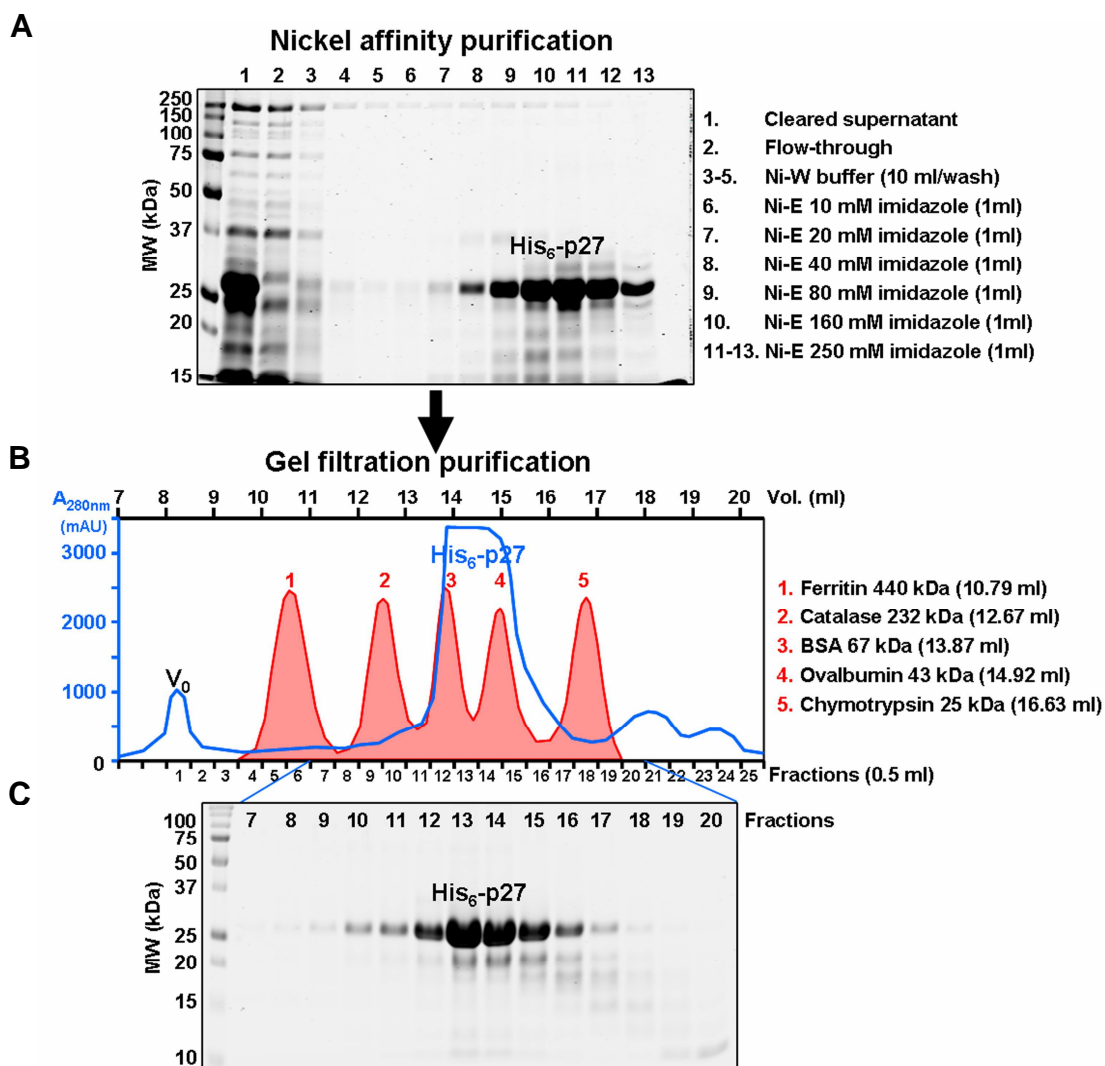 A
Nickel affinity purification
1 2 3 4 5 6 7 8 9 10 11 12 13
250
150
100
75
50
37
25
20
15
MW (kDa)
His6-p27
1. Cleared supernatant
2. Flow-through
3-5. Ni-W buffer (10 ml/wash)
6. Ni-E 10 mM imidazole (1ml)
7. Ni-E 20 mM imidazole (1ml)
8. Ni-E 40 mM imidazole (1ml)
9. Ni-E 80 mM imidazole (1ml)
10. Ni-E 160 mM imidazole (1ml)
11-13. Ni-E 250 mM imidazole (1ml)
B
Gel filtration purification
7 8 9 10 11 12 13 14 15 16 17 18 19 20 Vol. (ml)
A280nm
(mAU)
3000
2000
1000
0
V0
His6-p27
1 2 3 4 5
1. Ferritin 440 kDa (10.79 ml)
2. Catalase 232 kDa (12.67 ml)
3. BSA 67 kDa (13.87 ml)
4. Ovalbumin 43 kDa (14.92 ml)
5. Chymotrypsin 25 kDa (16.63 ml)
1 2 3 4 5 6 7 8 9 10 11 12 13 14 15 16 17 18 19 20 21 22 23 24 25 Fractions (0.5 ml)
C
7 8 9 10 11 12 13 14 15 16 17 18 19 20 Fractions
100
75
50
37
25
20
15
10
MW (kDa)
His6-p27